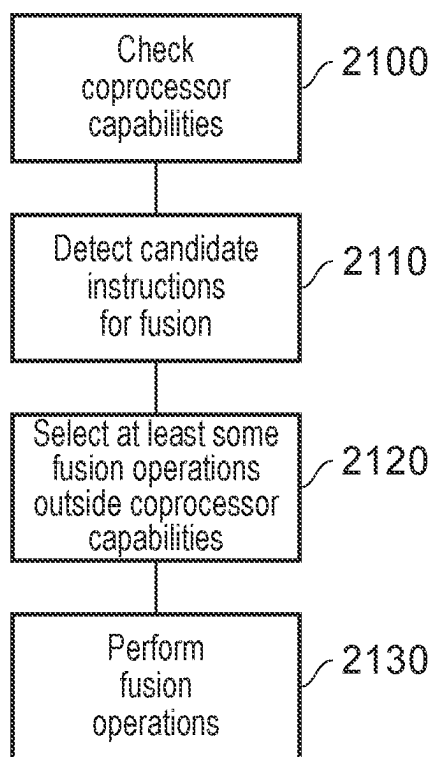 Check
coprocessor
capabilities
2100
Detect candidate
instructions
for fusion
2110
Select at least some
fusion operations
outside coprocessor
capabilities
2120
Perform
fusion
operations
2130